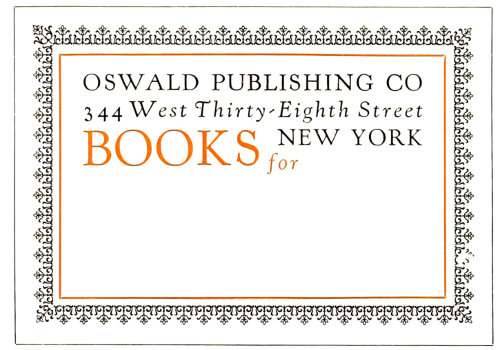 OSWALD PUBLISHING CO
344 West Thirty-Eighth Street
NEW YORK
BOOKS for